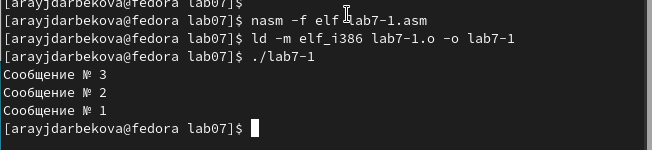 [arayjdarbekova@fedora lab07]$
[arayjdarbekova@fedora lab07]$ nasm -f elf lab7-1.asm
[arayjdarbekova@fedora lab07]$ ld -m elf_i386 lab7-1.o -o lab7-1
[arayjdarbekova@fedora lab07]$ ./lab7-1
Сообщение № 3
Сообщение № 2
Сообщение № 1
[arayjdarbekova@fedora lab07]$